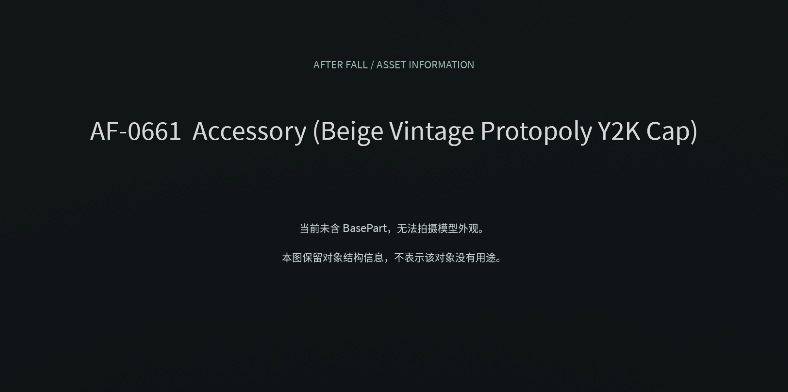 AFTER FALL / ASSET INFORMATION
AF-0661 Accessory (Beige Vintage Protopoly Y2K Cap)
当前未含 BasePart，无法拍摄模型外观。
本图保留对象结构信息，不表示该对象没有用途。